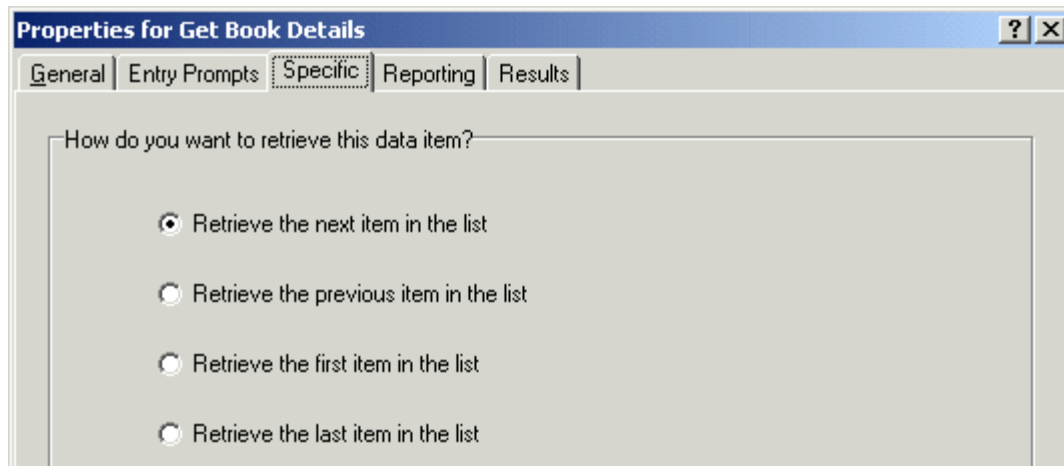 Properties for Get Book Details
General Entry Prompts Specific Reporting Results
How do you want to retrieve this data item?
Retrieve the next item in the list
Retrieve the previous item in the list
Retrieve the first item in the list
Retrieve the last item in the list